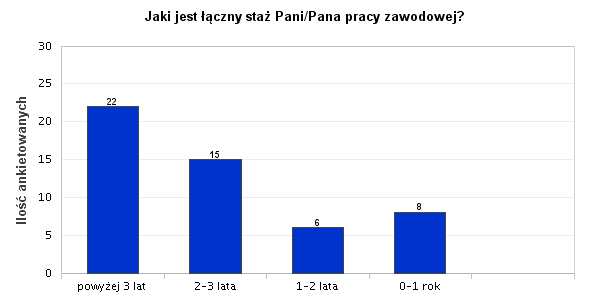 Jaki jest łączny staż Pani/Pana pracy zawodowej?
Ilość ankietowanych
30
25
20
15
10
5
0
22
15
6
8
powyżej 3 lat
2-3 lata
1-2 lata
0-1 rok